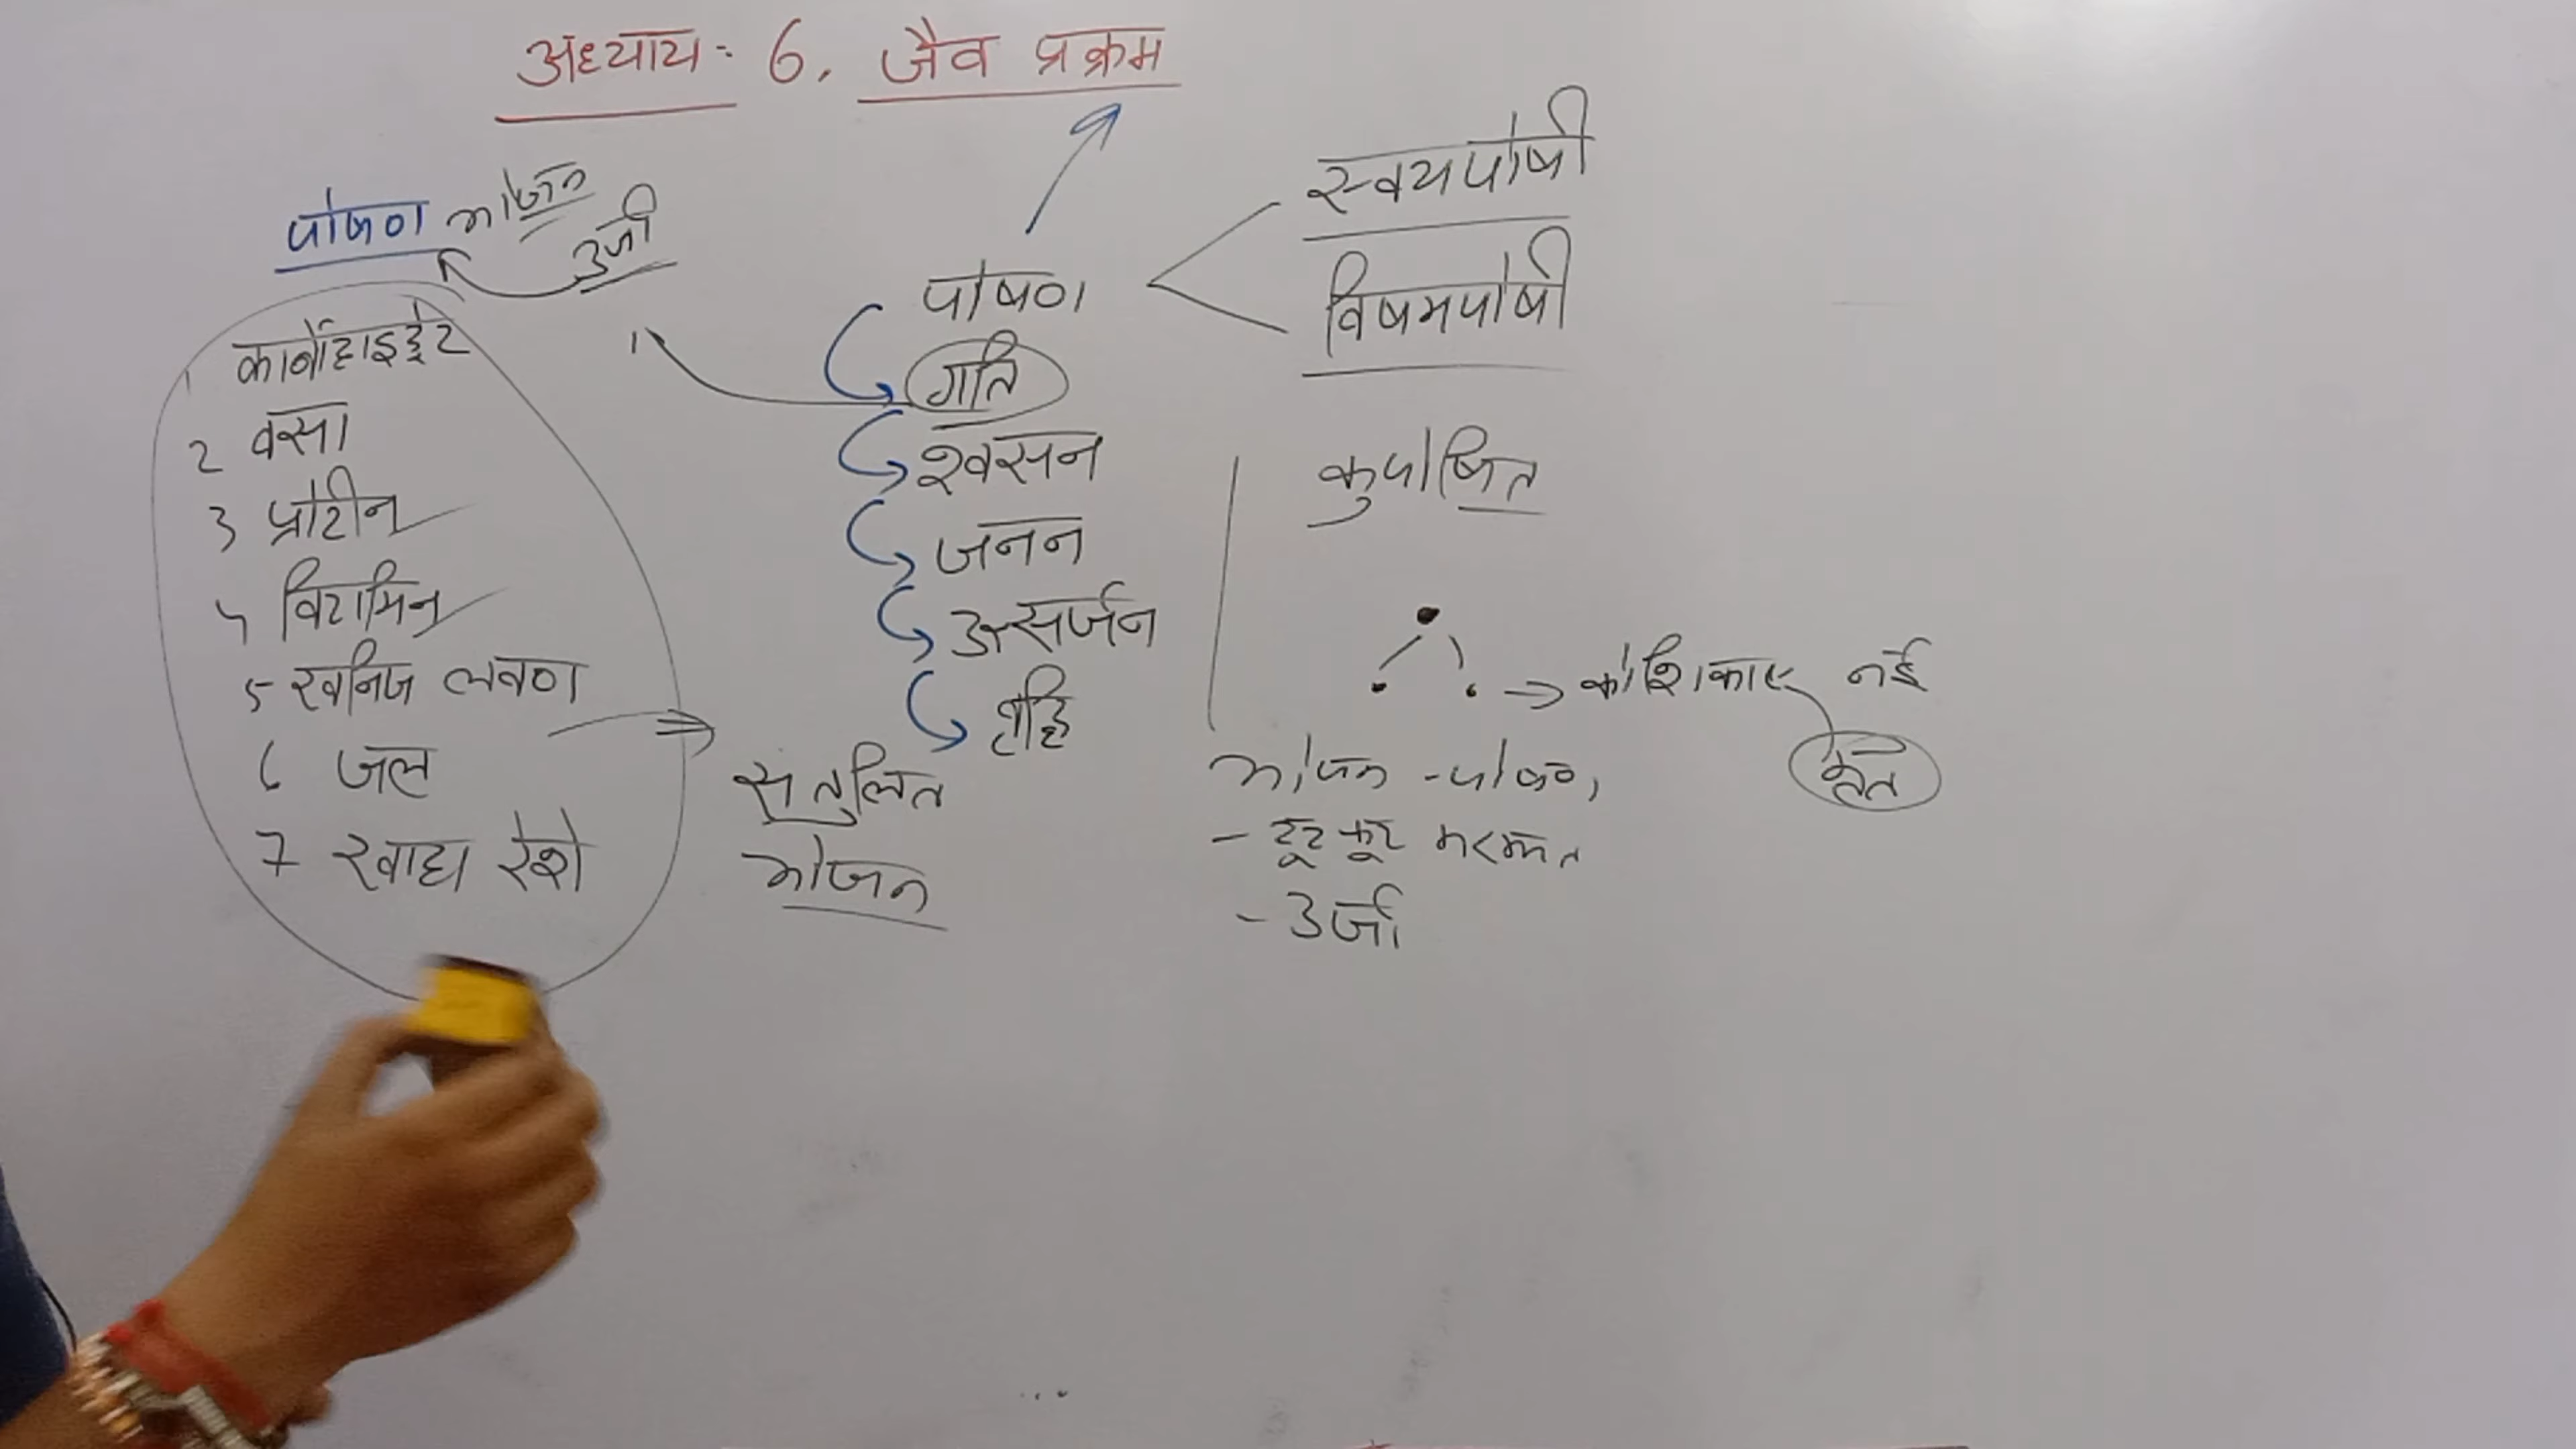 अध्याय:- 6. जैव प्रक्रम
पोषण भोजन
उर्जा
1 कार्बोहाइड्रेट
2 वसा
3 प्रोटीन
4 विटामिन
5 खनिज लवण
6 जल
7 खाद्य रेशे
संतुलित
भोजन
पोषण
गति
श्वसन
जनन
उत्सर्जन
वृद्धि
स्वयपोषी
विषमपोषी
कुपोषित
कोशिकाए नई
मृत
भोजन - पोषण
- टूट फूट मरम्मत
- उर्जा